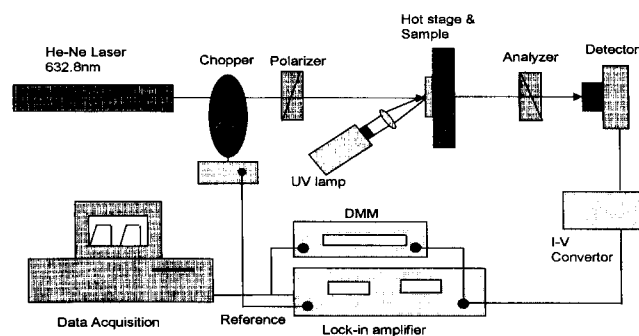 He-Ne Laser
632.8nm
Chopper
Polarizer
Hot stage &
Sample
Analyzer
Detector
UV lamp
DMM
I-V
Convertor
Data Acquisition
Reference
Lock-in amplifier